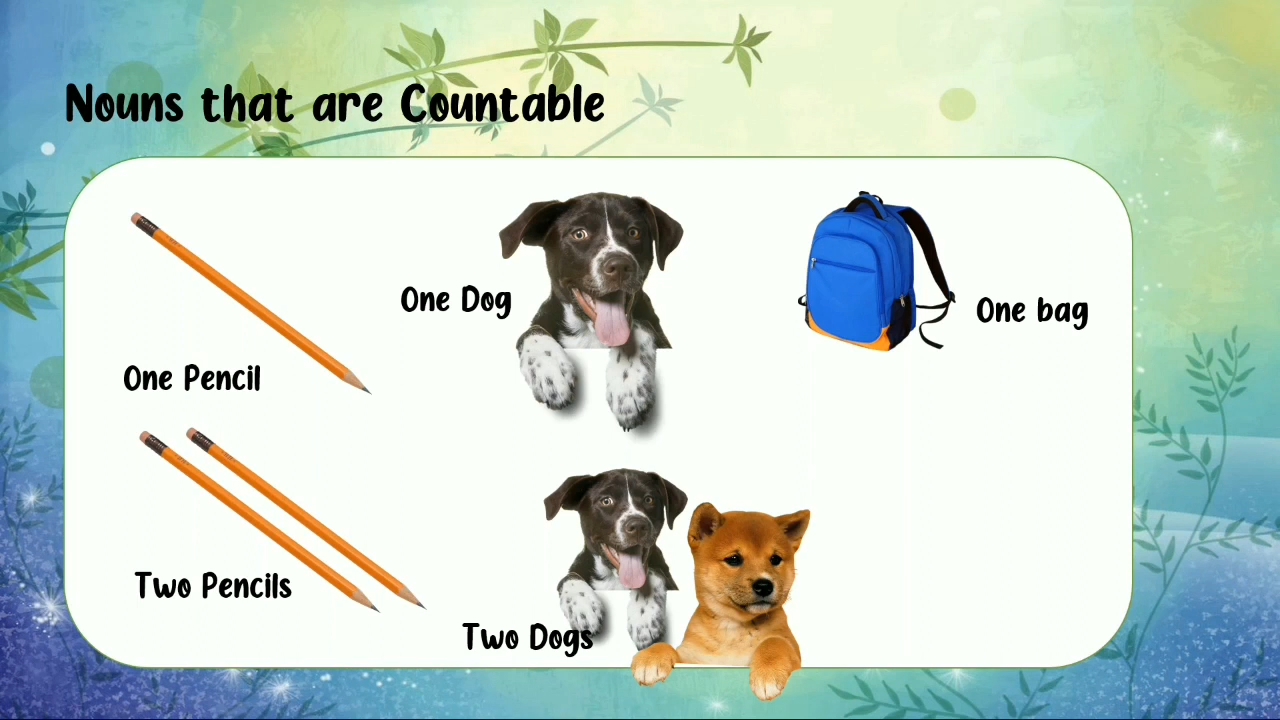 Nouns that are Countable
One Pencil
One Dog
One bag
Two Pencils
Two Dogs